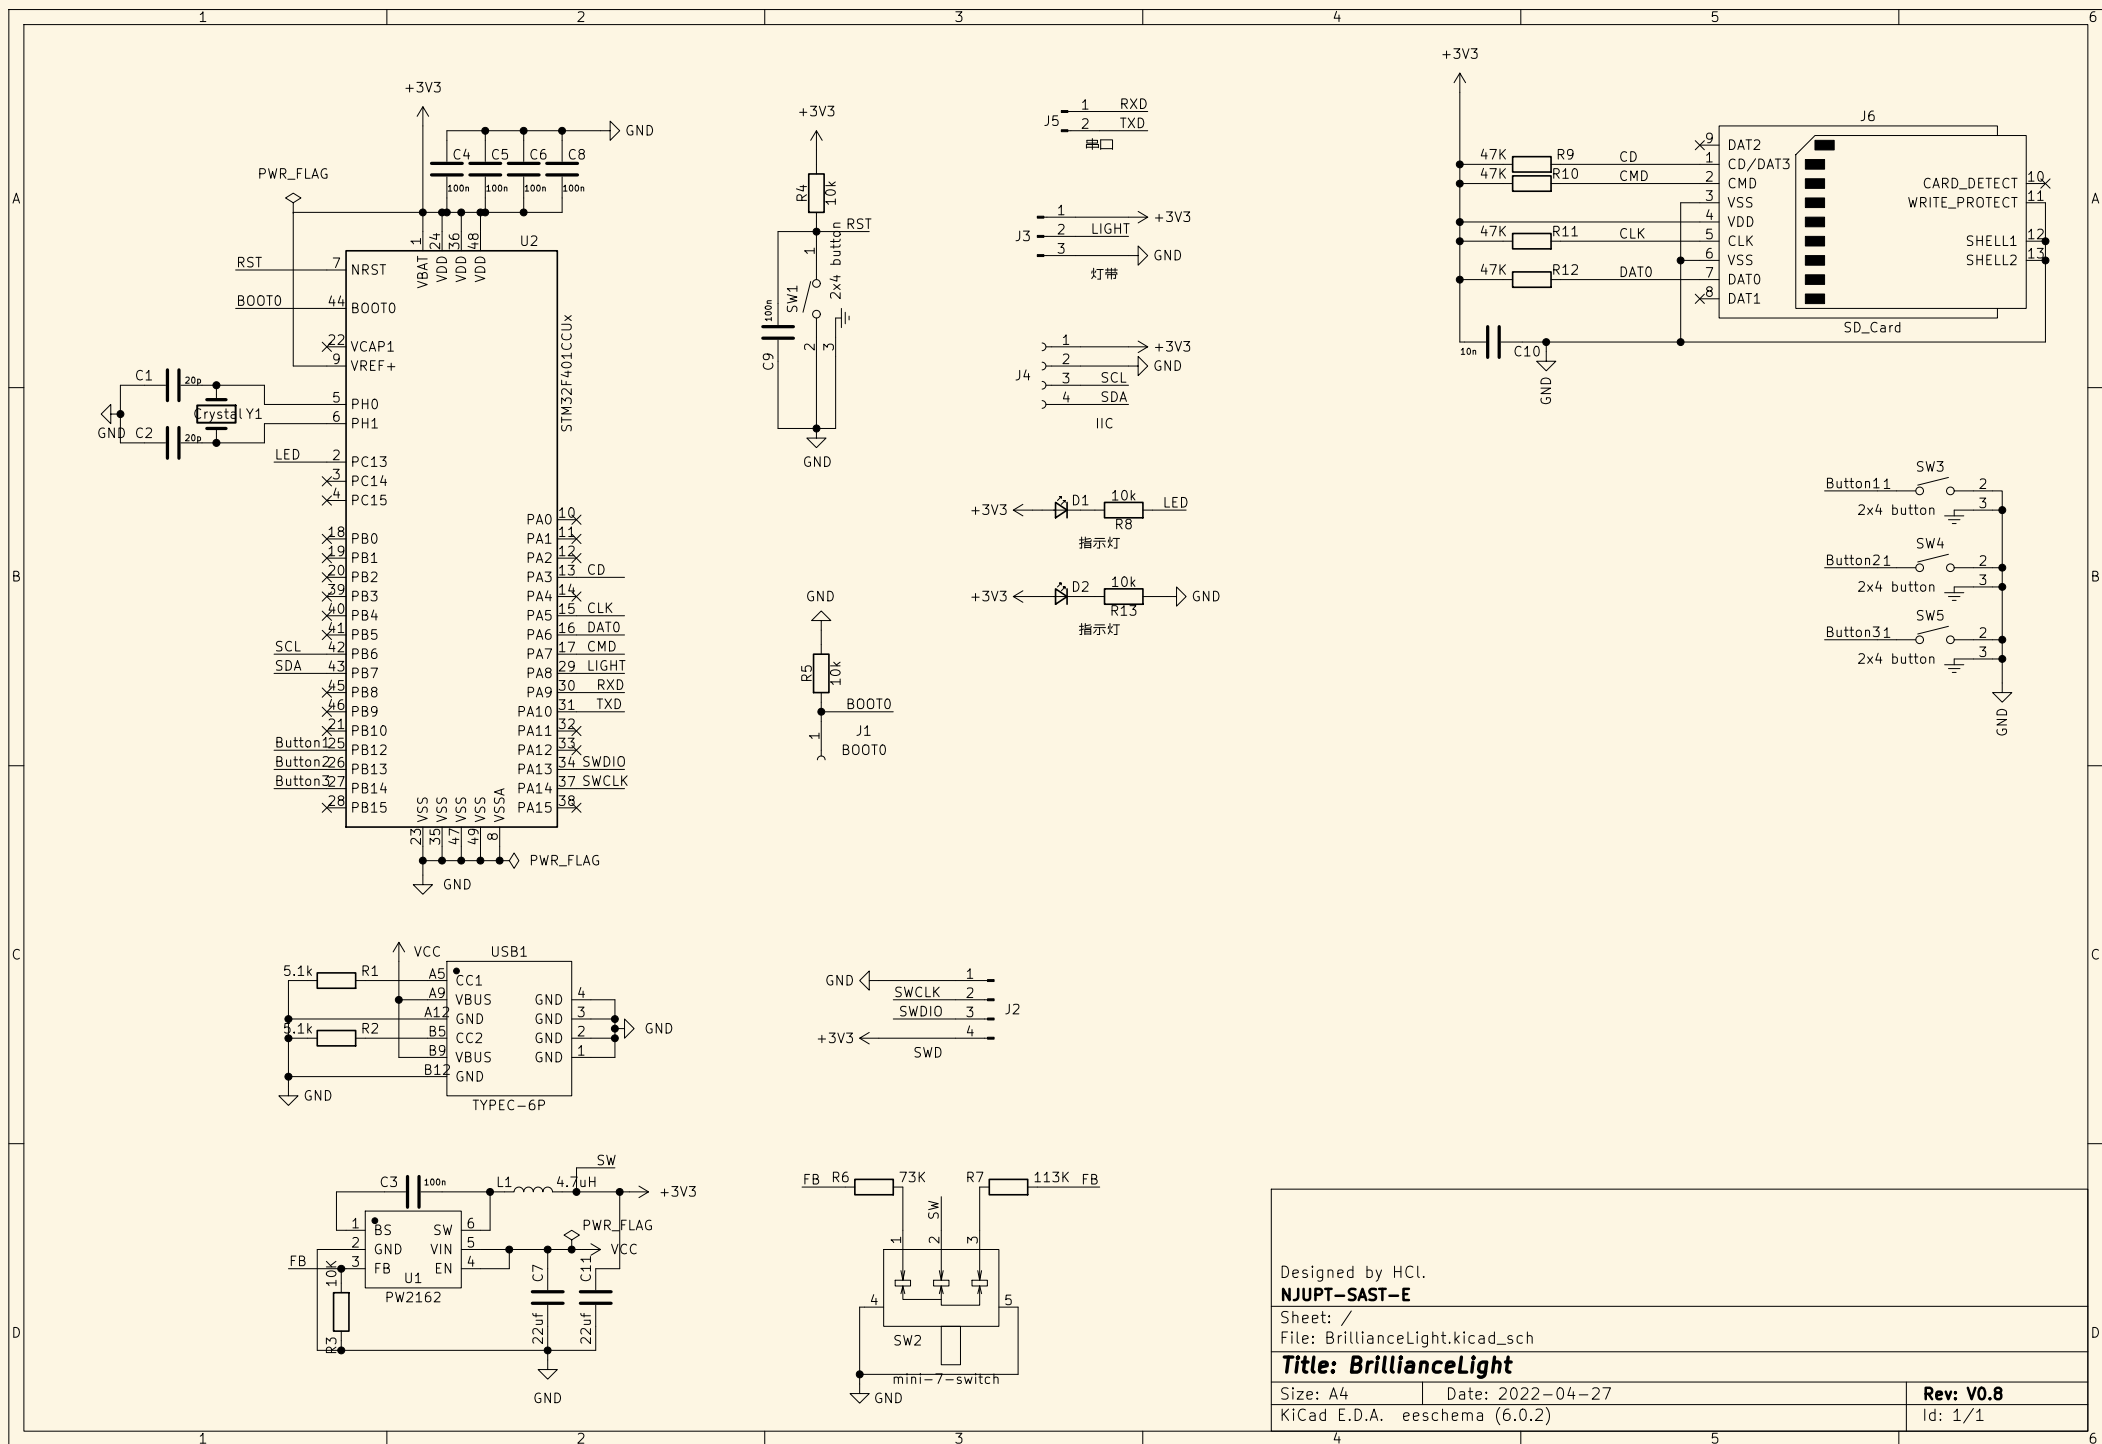 1 2 3 4 5 6
A
B
C
D
+3V3
GND
C4 C5 C6 C8
100n 100n 100n 100n
PWR_FLAG
1 24 36 48
U2
VBAT VDD VDD VDD
RST 7 NRST
BOOT0 44 BOOT0
22 VCAP1
9 VREF+
STM32F401CCUx
C1 20p
Crystal Y1
GND C2 20p
5 PH0
6 PH1
LED 2 PC13
3 PC14
4 PC15
18 PB0
19 PB1
20 PB2
39 PB3
40 PB4
41 PB5
SCL 42 PB6
SDA 43 PB7
45 PB8
46 PB9
21 PB10
Button1 25 PB12
Button2 26 PB13
Button3 27 PB14
28 PB15
PA0 10
PA1 11
PA2 12
PA3 13 CD
PA4 14
PA5 15 CLK
PA6 16 DAT0
PA7 17 CMD
PA8 29 LIGHT
PA9 30 RXD
PA10 31 TXD
PA11 32
PA12 33
PA13 34 SWDIO
PA14 37 SWCLK
PA15 38
VSS VSS VSS VSS VSSA
23 35 47 49 8
PWR_FLAG
GND
VCC
USB1
5.1k R1 A5 CC1
A9 VBUS
A12 GND
5.1k R2 B5 CC2
B9 VBUS
B12 GND
GND 4
GND 3
GND 2
GND 1
GND
GND
TYPEC-6P
SW
C3 100n L1 4.7uH
+3V3
1 BS SW 6
2 GND VIN 5
FB 3 FB EN 4
U1
PW2162
10K
R3
PWR_FLAG
VCC
C7 C11
22uf 22uf
GND
+3V3
R4 10k
RST
1
SW1 2x4 button
100n
C9
2 3
GND
GND
R5 10k
BOOT0
1
J1
BOOT0
J5
1 RXD
2 TXD
串口
J3
1 +3V3
2 LIGHT
3 GND
灯带
J4
1 +3V3
2 GND
3 SCL
4 SDA
IIC
+3V3 D1 10k LED
R8
指示灯
+3V3 D2 10k GND
R13
指示灯
GND 1
SWCLK 2
SWDIO 3
+3V3 4
J2
SWD
FB R6 73K R7 113K FB
SW
1 2 3
4 5
SW2
mini-7-switch
GND
+3V3
J6
9 DAT2
47K R9 CD 1 CD/DAT3
47K R10 CMD 2 CMD
3 VSS
4 VDD
47K R11 CLK 5 CLK
6 VSS
47K R12 DAT0 7 DAT0
8 DAT1
CARD_DETECT 10
WRITE_PROTECT 11
SHELL1 12
SHELL2 13
SD_Card
10n C10
GND
SW3
Button1 1 2
2x4 button 3
SW4
Button2 1 2
2x4 button 3
SW5
Button3 1 2
2x4 button 3
GND
Designed by HCl.
NJUPT-SAST-E
Sheet: /
File: BrillianceLight.kicad_sch
Title: BrillianceLight
Size: A4 Date: 2022-04-27 Rev: V0.8
KiCad E.D.A. eeschema (6.0.2) Id: 1/1
A
B
C
D
1 2 3 4 5 6